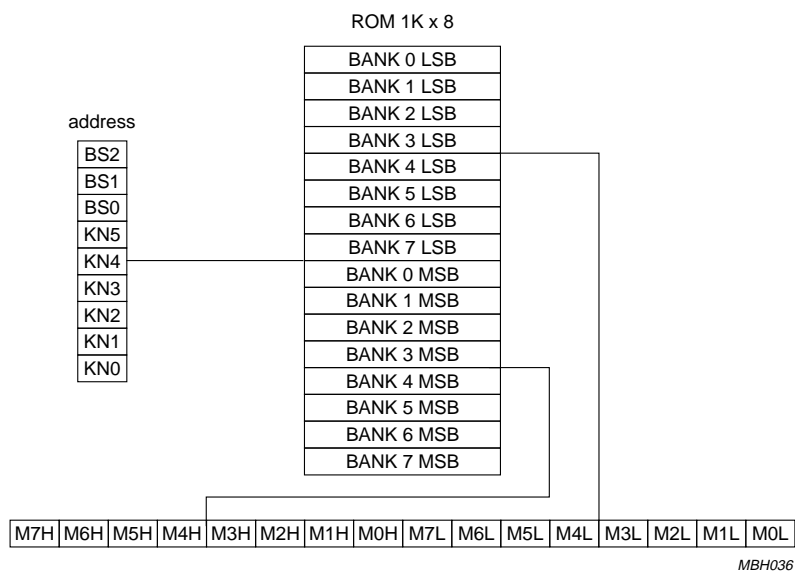 ROM 1K x 8
BANK 0 LSB
BANK 1 LSB
BANK 2 LSB
BANK 3 LSB
BANK 4 LSB
BANK 5 LSB
BANK 6 LSB
BANK 7 LSB
BANK 0 MSB
BANK 1 MSB
BANK 2 MSB
BANK 3 MSB
BANK 4 MSB
BANK 5 MSB
BANK 6 MSB
BANK 7 MSB
address
BS2
BS1
BS0
KN5
KN4
KN3
KN2
KN1
KN0
M7H M6H M5H M4H M3H M2H M1H M0H M7L M6L M5L M4L M3L M2L M1L M0L
MBH036